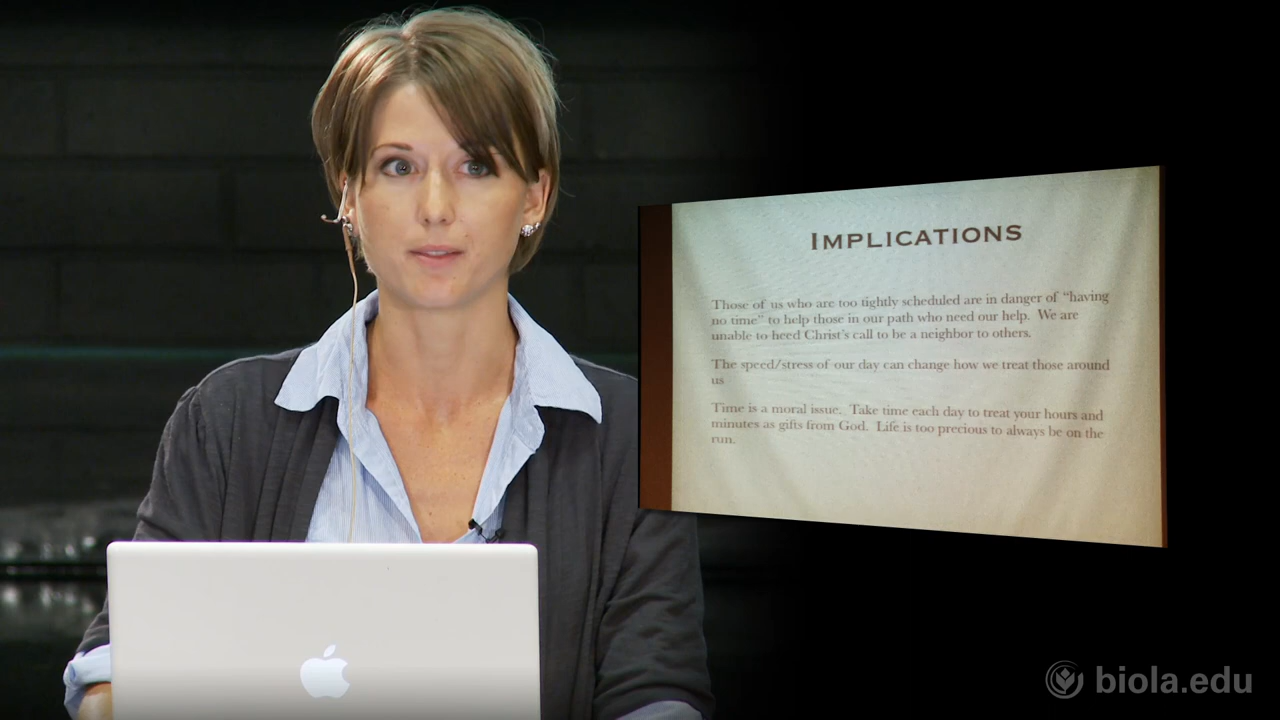 IMPLICATIONS
Those of us who are too tightly scheduled are in danger of "having
no time" to help those in our path who need our help. We are
unable to heed Christ's call to be a neighbor to others.
The speed/stress of our day can change how we treat those around
us
Time is a moral issue. Take time each day to treat your hours and
minutes as gifts from God. Life is too precious to always be on the
run.
biola.edu